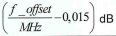 (f_offset/MHz − 0,015) dB